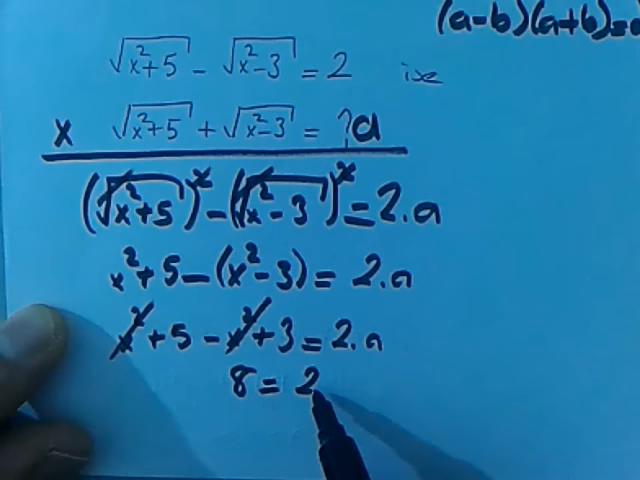 (a-b)(a+b)=a
√(x²+5) - √(x²-3) = 2 ise
x √(x²+5) + √(x²-3) = ? a
(√(x²+5))² - (√(x²-3))² = 2.a
x²+5-(x²-3) = 2.a
x²+5-x²+3 = 2.a
8 = 2